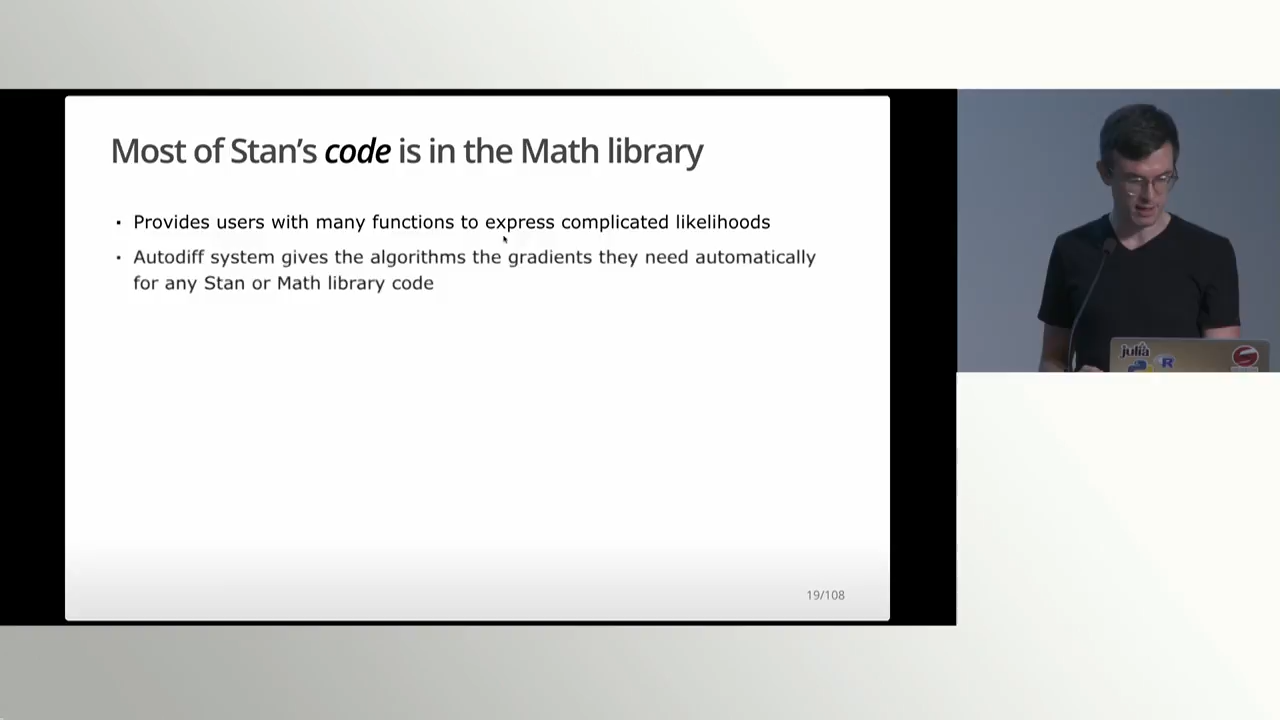 Most of Stan's code is in the Math library
· Provides users with many functions to express complicated likelihoods
· Autodiff system gives the algorithms the gradients they need automatically
for any Stan or Math library code
19/108
julia
R